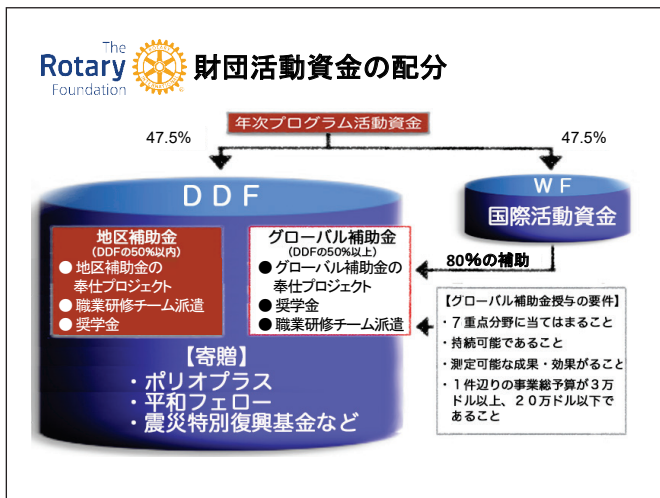 The
Rotary
Foundation
財団活動資金の配分
年次プログラム活動資金
47.5%
47.5%
DDF
WF
国際活動資金
地区補助金
(DDFの50%以内)
● 地区補助金の
奉仕プロジェクト
● 職業研修チーム派遣
● 奨学金
グローバル補助金
(DDFの50%以上)
● グローバル補助金の
奉仕プロジェクト
● 奨学金
● 職業研修チーム派遣
80%の補助
【グローバル補助金授与の要件】
・7重点分野に当てはまること
・持続可能であること
・測定可能な成果・効果がること
・1件辺りの事業総予算が3万
ドル以上、20万ドル以下で
あること
【寄贈】
・ポリオプラス
・平和フェロー
・震災特別復興基金など